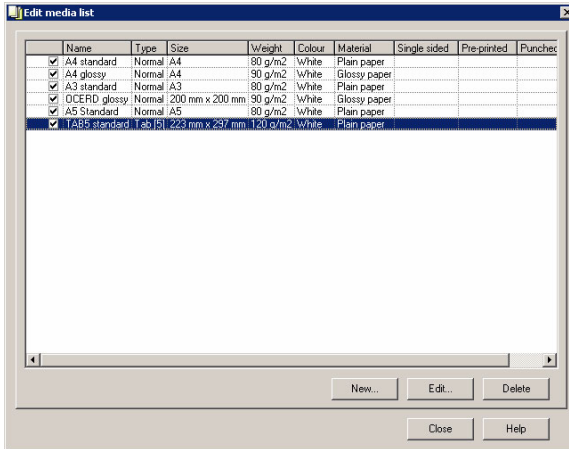 Edit media list
Name Type Size Weight Colour Material Single sided Pre-printed Punched
A4 standard Normal A4 80 g/m2 White Plain paper
A4 glossy Normal A4 90 g/m2 White Glossy paper
A3 standard Normal A3 80 g/m2 White Plain paper
OCERD glossy Normal 200 mm x 200 mm 90 g/m2 White Glossy paper
A5 Standard Normal A5 80 g/m2 White Plain paper
TAB5 standard Tab [5] 223 mm x 297 mm 120 g/m2 White Plain paper
New... Edit... Delete
Close Help